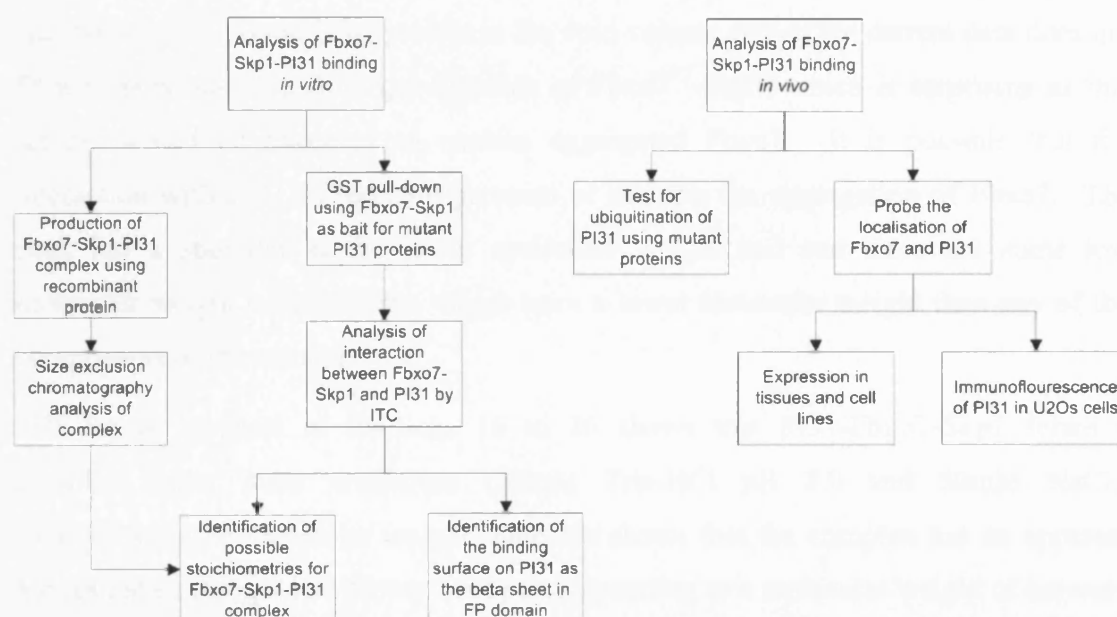 Analysis of Fbxo7-
Skp1-PI31 binding
in vitro
Analysis of Fbxo7-
Skp1-PI31 binding
in vivo
Production of
Fbxo7-Skp1-PI31
complex using
recombinant
protein
GST pull-down
using Fbxo7-Skp1
as bait for mutant
PI31 proteins
Test for
ubiquitination of
PI31 using mutant
proteins
Probe the
localisation of
Fbxo7 and PI31
Size exclusion
chromatography
analysis of
complex
Analysis of
interaction
between Fbxo7-
Skp1 and PI31 by
ITC
Expression in
tissues and cell
lines
Immunoflourescence
of PI31 in U2Os cells
Identification of
possible
stoichiometries for
Fbxo7-Skp1-PI31
complex
Identification of
the binding
surface on PI31 as
the beta sheet in
FP domain